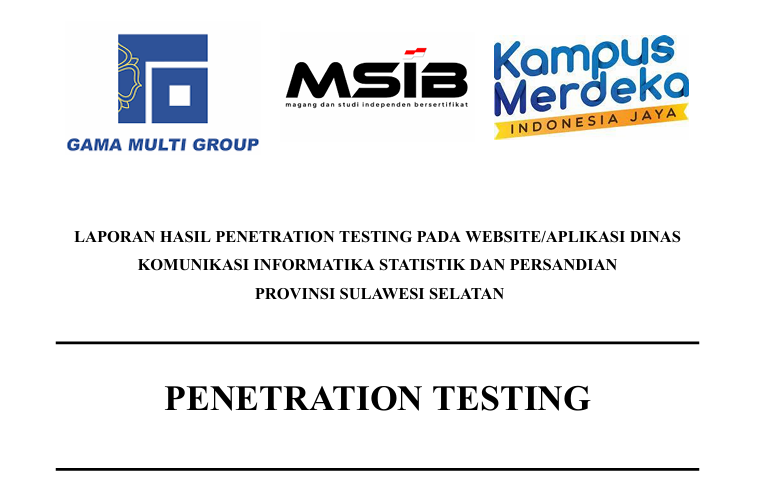 GAMA MULTI GROUP
MSIB
magang dan studi independen bersertifikat
Kampus
Merdeka
INDONESIA JAYA
LAPORAN HASIL PENETRATION TESTING PADA WEBSITE/APLIKASI DINAS
KOMUNIKASI INFORMATIKA STATISTIK DAN PERSANDIAN
PROVINSI SULAWESI SELATAN
PENETRATION TESTING